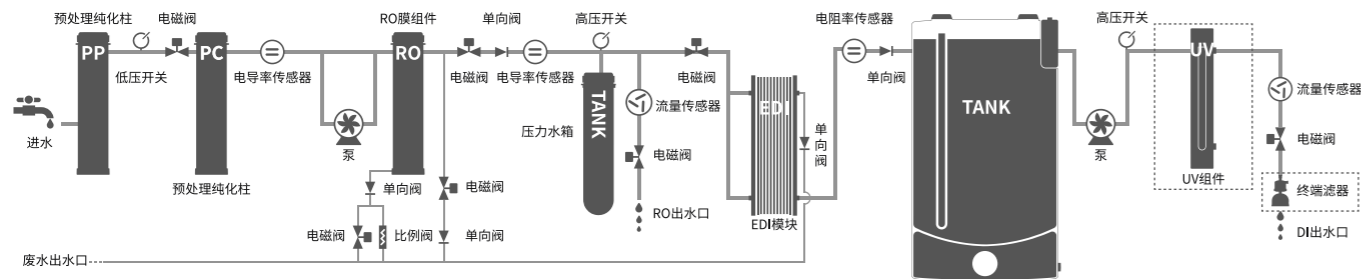 预处理纯化柱
电磁阀
RO膜组件
单向阀
高压开关
电阻率传感器
高压开关
PP
PC
RO
UV
低压开关
电导率传感器
电磁阀
电导率传感器
电磁阀
单向阀
流量传感器
TANK
流量传感器
EDI
TANK
进水
泵
压力水箱
单向阀
泵
电磁阀
电磁阀
预处理纯化柱
单向阀
电磁阀
UV组件
终端滤器
RO出水口
EDI模块
电磁阀
比例阀
单向阀
DI出水口
废水出水口